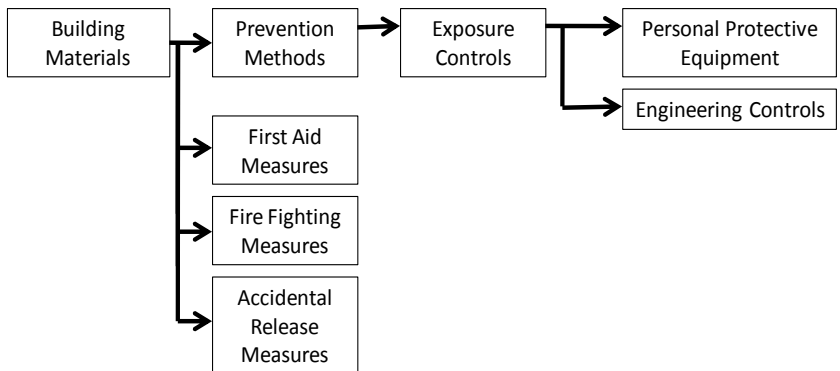 Building
Materials
Prevention
Methods
Exposure
Controls
Personal Protective
Equipment
Engineering Controls
First Aid
Measures
Fire Fighting
Measures
Accidental
Release
Measures